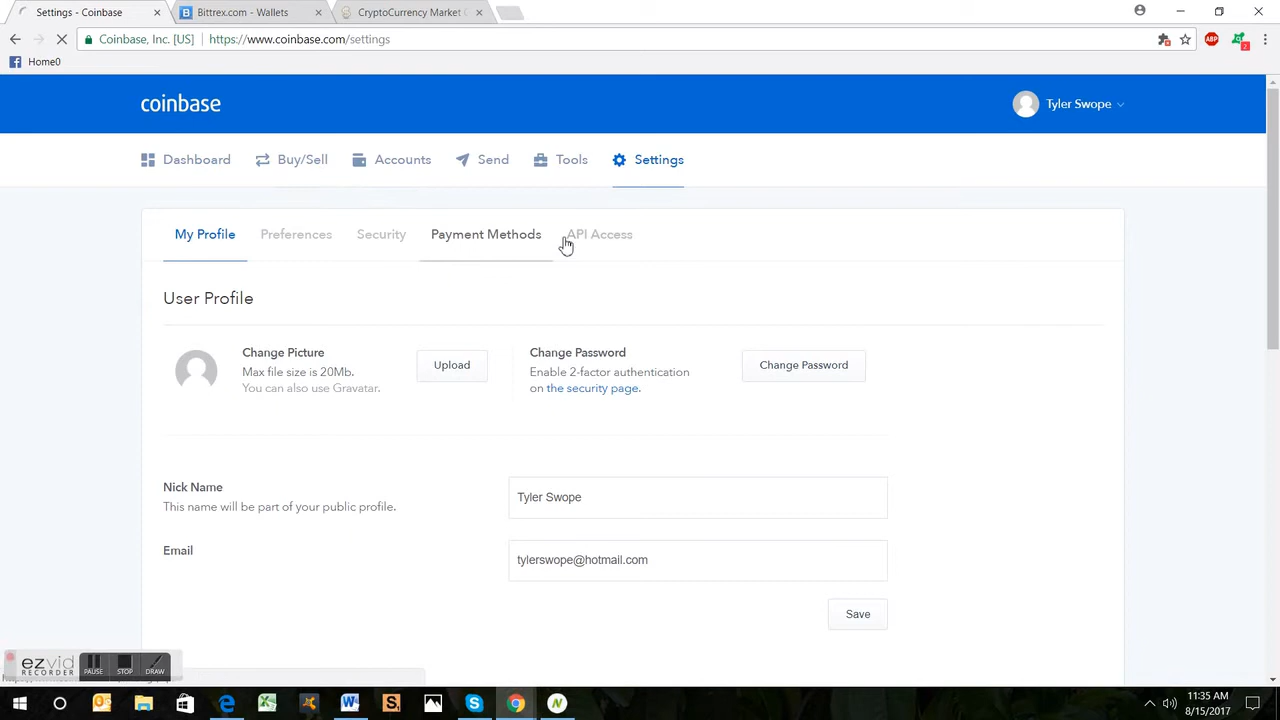 Settings - Coinbase
Bittrex.com - Wallets
CryptoCurrency Market C
Coinbase, Inc. [US] https://www.coinbase.com/settings
ABP
2
Home0
coinbase
Tyler Swope
Dashboard Buy/Sell Accounts Send Tools Settings
My Profile Preferences Security Payment Methods API Access
User Profile
Change Picture
Max file size is 20Mb.
You can also use Gravatar.
Upload
Change Password
Enable 2-factor authentication
on the security page.
Change Password
Nick Name
This name will be part of your public profile.
Tyler Swope
Email
tylerswope@hotmail.com
Save
ezvid
RECORDER
PAUSE STOP DRAW
11:35 AM
8/15/2017